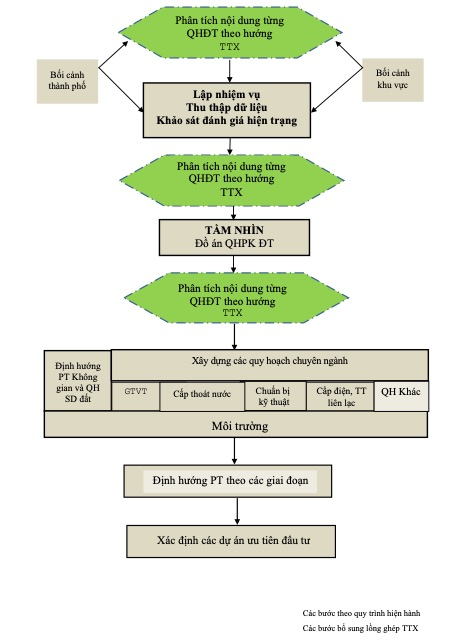 Phân tích nội dung từng
QHĐT theo hướng
TTX
Bối cảnh
thành phố
Bối cảnh
khu vực
Lập nhiệm vụ
Thu thập dữ liệu
Khảo sát đánh giá hiện trạng
Phân tích nội dung từng
QHĐT theo hướng
TTX
TẦM NHÌN
Đồ án QHPK ĐT
Phân tích nội dung từng
QHĐT theo hướng
TTX
Định hướng
PT Không
gian và QH
SD đất
Xây dựng các quy hoạch chuyên ngành
GTVT
Cấp thoát nước
Chuẩn bị
kỹ thuật
Cấp điện, TT
liên lạc
QH Khác
Môi trường
Định hướng PT theo các giai đoạn
Xác định các dự án ưu tiên đầu tư
Các bước theo quy trình hiện hành
Các bước bổ sung lồng ghép TTX